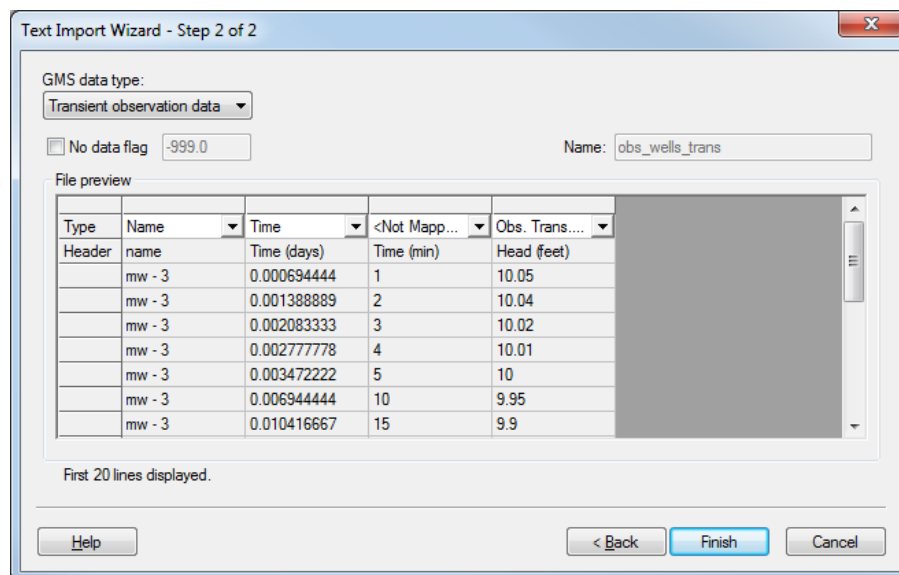 Text Import Wizard - Step 2 of 2
GMS data type:
Transient observation data
No data flag -999.0 Name: obs_wells_trans
File preview
Type Name Time <Not Mapp... Obs. Trans....
Header name Time (days) Time (min) Head (feet)
mw - 3 0.000694444 1 10.05
mw - 3 0.001388889 2 10.04
mw - 3 0.002083333 3 10.02
mw - 3 0.002777778 4 10.01
mw - 3 0.003472222 5 10
mw - 3 0.006944444 10 9.95
mw - 3 0.010416667 15 9.9
First 20 lines displayed.
Help < Back Finish Cancel